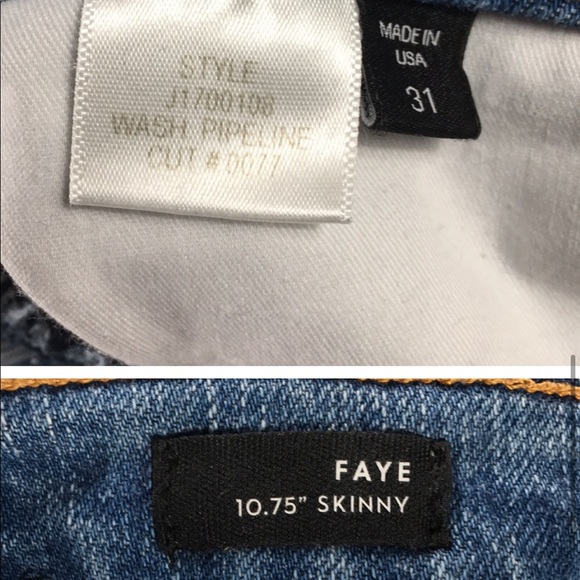 STYLE
J1700108
WASH PIPELINE
CUT # 0077
MADE IN
USA
31
FAYE
10.75" SKINNY